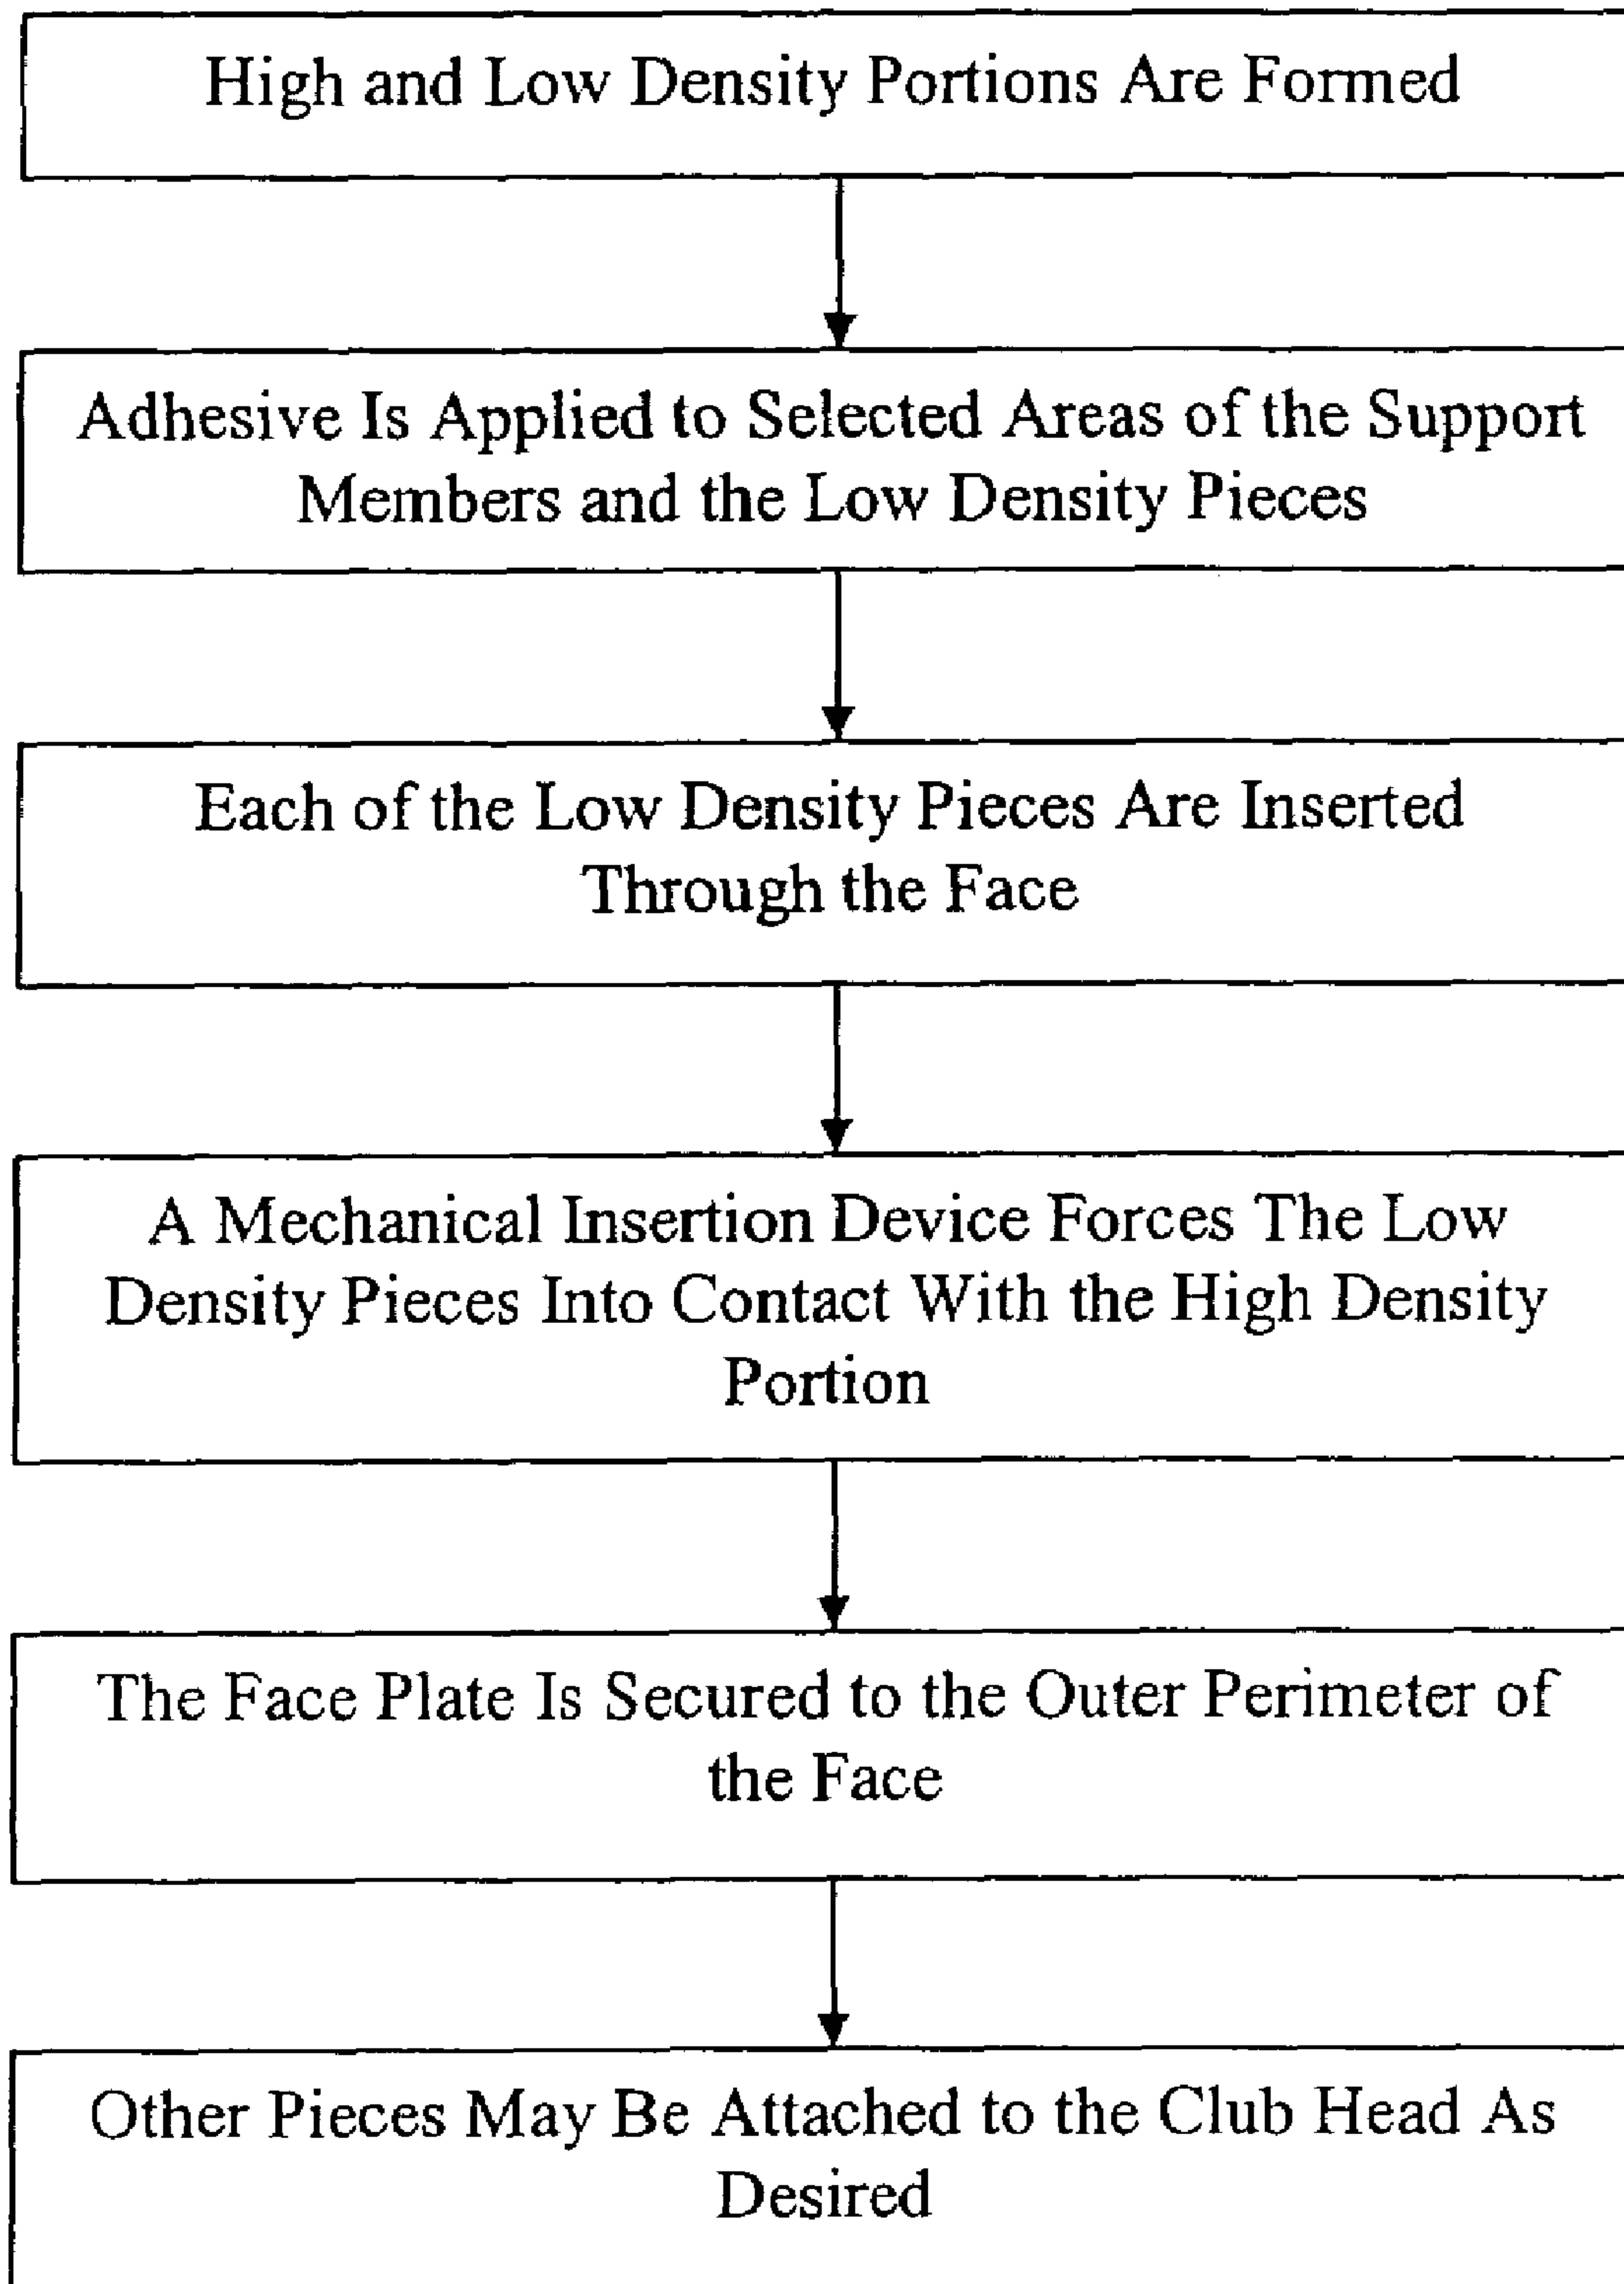 High and Low Density Portions Are Formed
Adhesive Is Applied to Selected Areas of the Support
Members and the Low Density Pieces
Each of the Low Density Pieces Are Inserted
Through the Face
A Mechanical Insertion Device Forces The Low
Density Pieces Into Contact With the High Density
Portion
The Face Plate Is Secured to the Outer Perimeter of
the Face
Other Pieces May Be Attached to the Club Head As
Desired